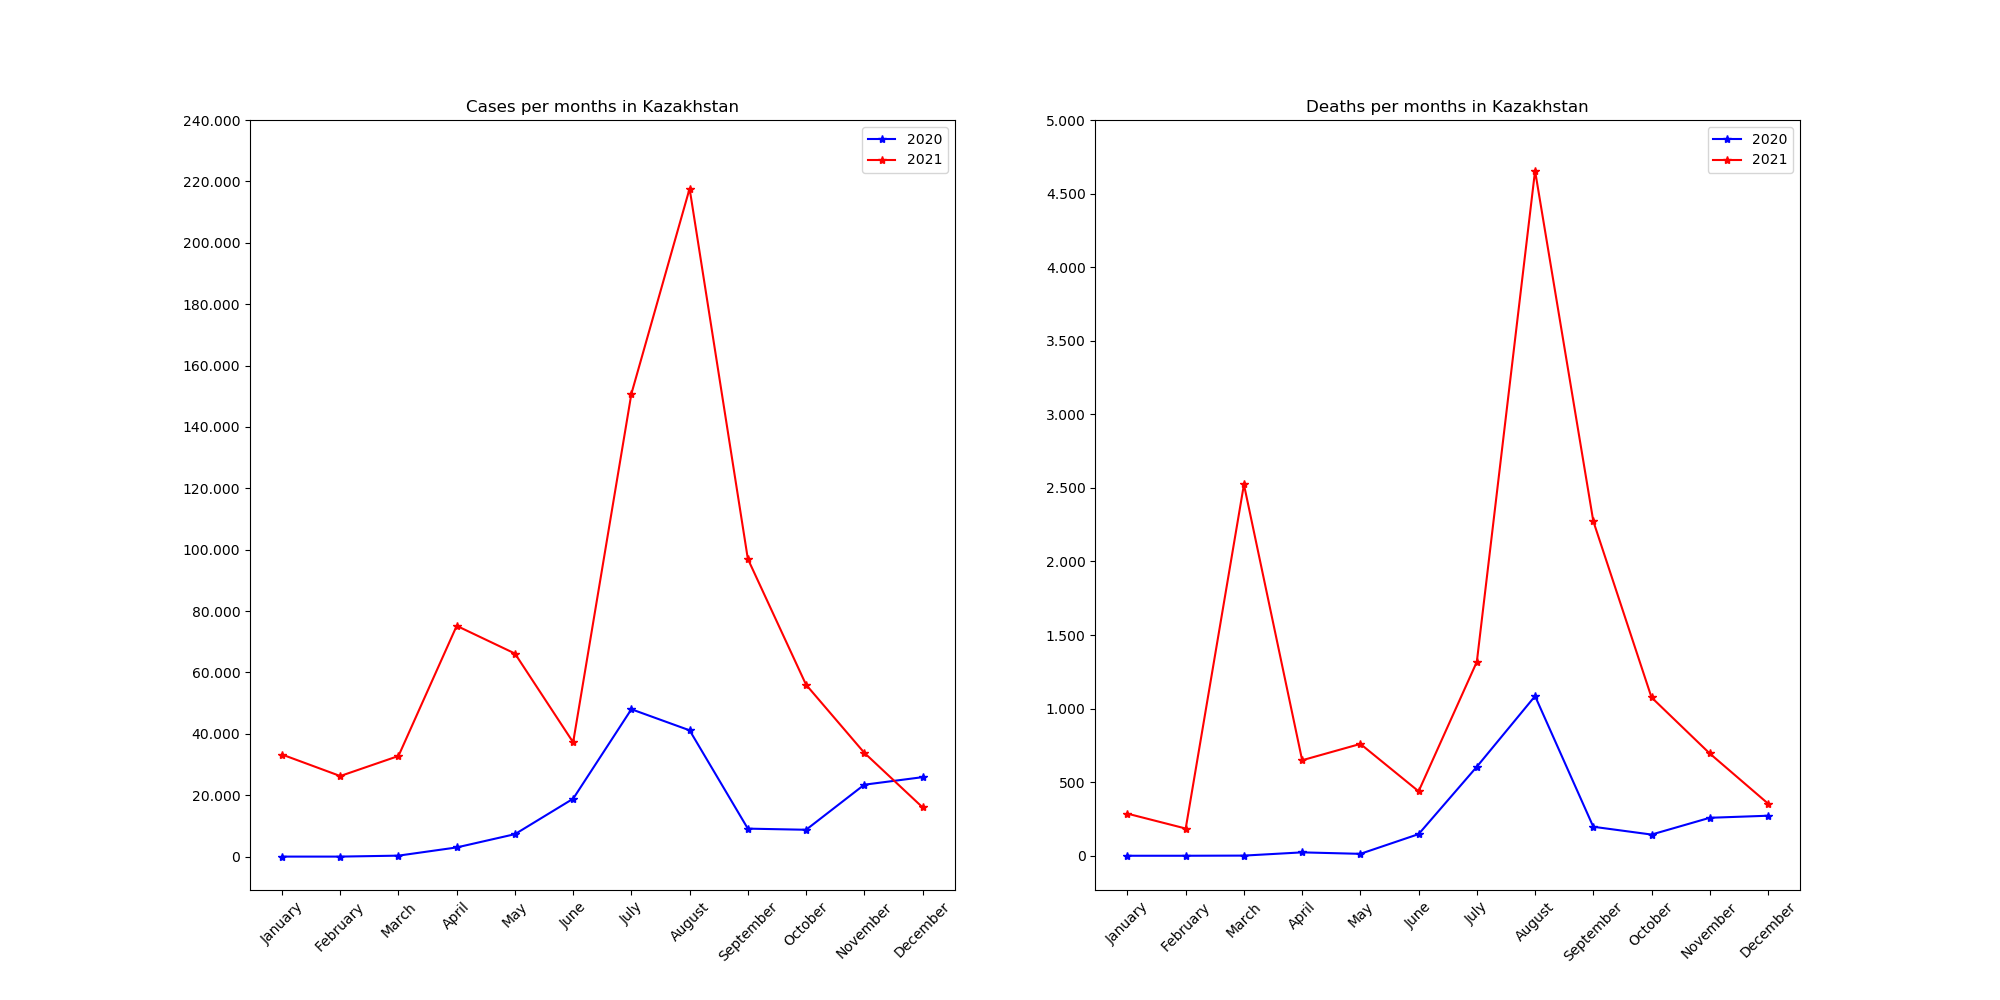 Cases per months in Kazakhstan
240.000
220.000
200.000
180.000
160.000
140.000
120.000
100.000
80.000
60.000
40.000
20.000
0
2020
2021
January
February
March
April
May
June
July
August
September
October
November
December
Deaths per months in Kazakhstan
5.000
4.500
4.000
3.500
3.000
2.500
2.000
1.500
1.000
500
0
2020
2021
January
February
March
April
May
June
July
August
September
October
November
December